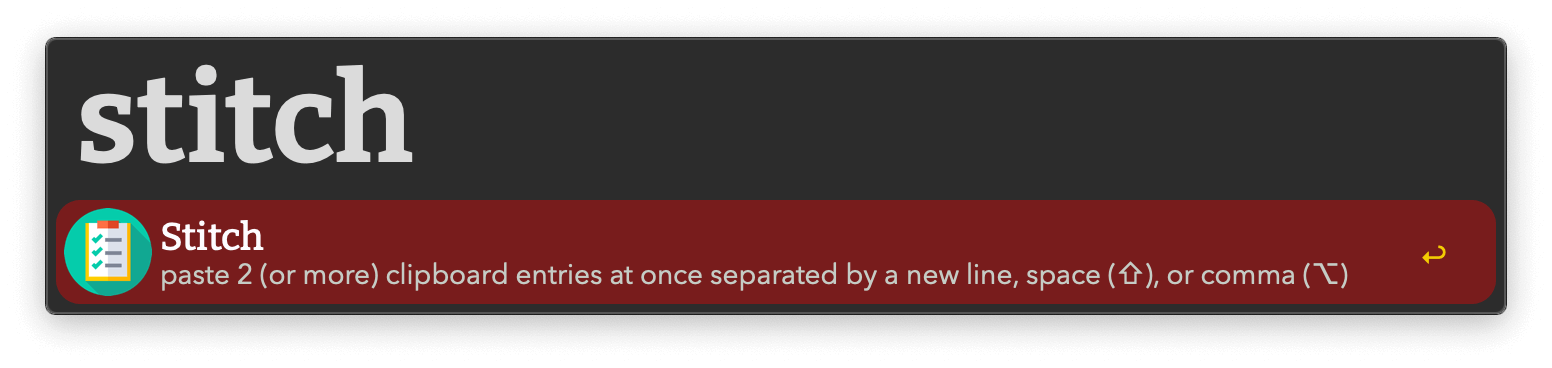 stitch
Stitch
paste 2 (or more) clipboard entries at once separated by a new line, space (⇧), or comma (⌥)